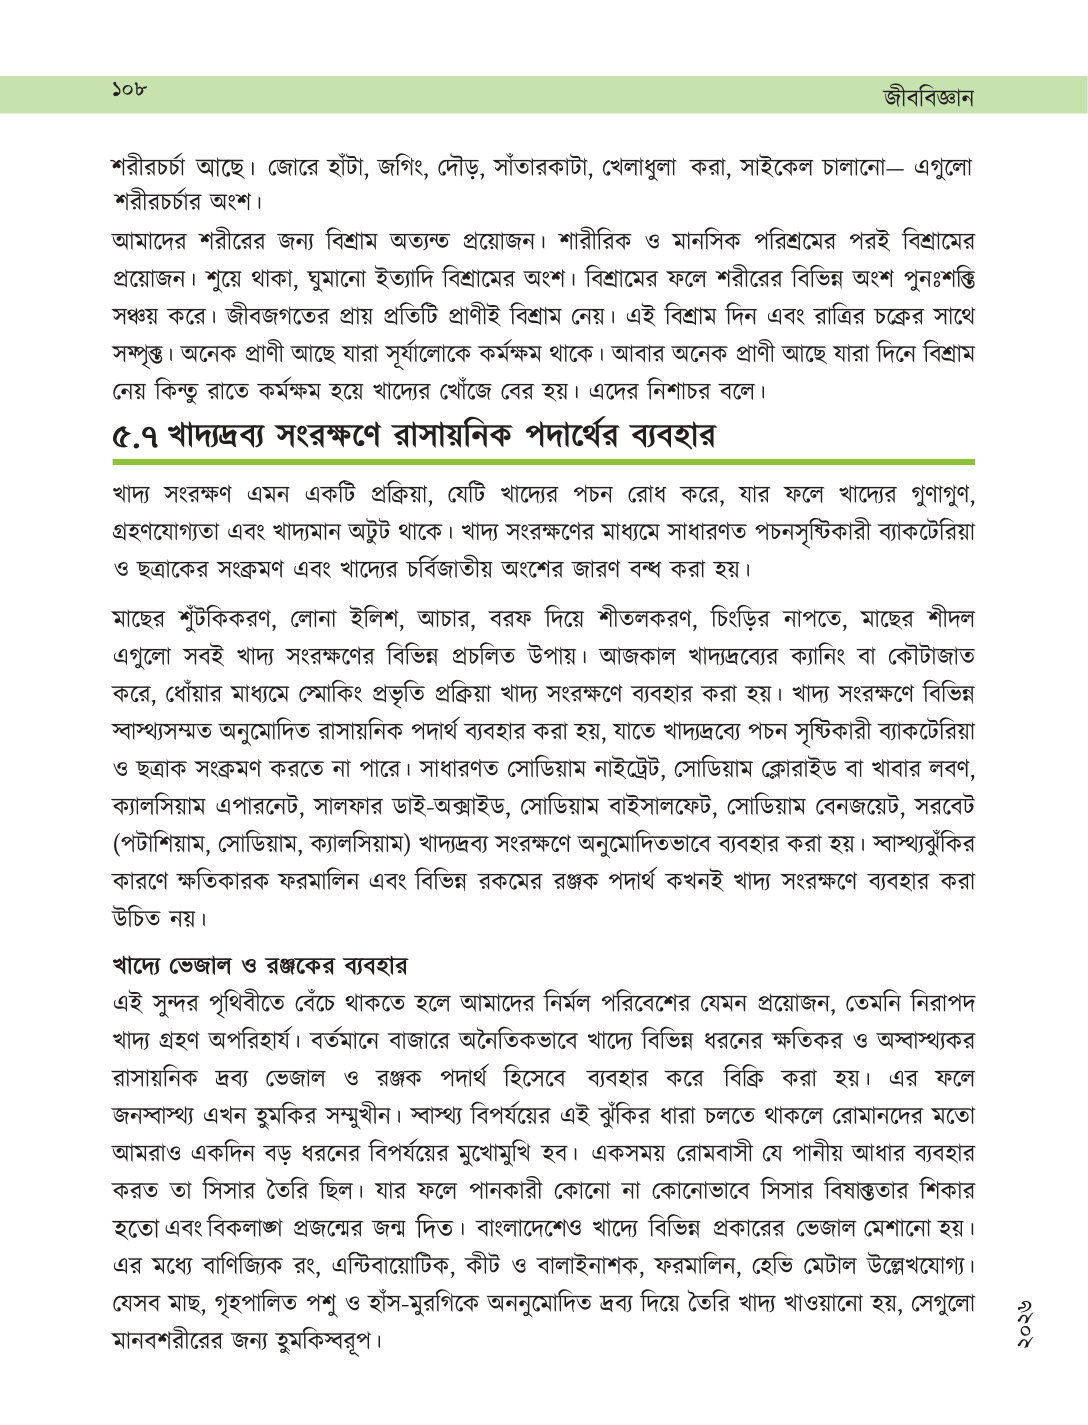 ১০৮
জীববিজ্ঞান
শরীরচর্চা আছে। জোরে হাঁটা, জগিং, দৌড়, সাঁতারকাটা, খেলাধুলা করা, সাইকেল চালানো— এগুলো
শরীরচর্চার অংশ।
আমাদের শরীরের জন্য বিশ্রাম অত্যন্ত প্রয়োজন। শারীরিক ও মানসিক পরিশ্রমের পরই বিশ্রামের
প্রয়োজন। শুয়ে থাকা, ঘুমানো ইত্যাদি বিশ্রামের অংশ। বিশ্রামের ফলে শরীরের বিভিন্ন অংশ পুনঃশক্তি
সঞ্চয় করে। জীবজগতের প্রায় প্রতিটি প্রাণীই বিশ্রাম নেয়। এই বিশ্রাম দিন এবং রাত্রির চক্রের সাথে
সম্পৃক্ত। অনেক প্রাণী আছে যারা সূর্যালোকে কর্মক্ষম থাকে। আবার অনেক প্রাণী আছে যারা দিনে বিশ্রাম
নেয় কিন্তু রাতে কর্মক্ষম হয়ে খাদ্যের খোঁজে বের হয়। এদের নিশাচর বলে।
৫.৭ খাদ্যদ্রব্য সংরক্ষণে রাসায়নিক পদার্থের ব্যবহার
খাদ্য সংরক্ষণ এমন একটি প্রক্রিয়া, যেটি খাদ্যের পচন রোধ করে, যার ফলে খাদ্যের গুণাগুণ,
গ্রহণযোগ্যতা এবং খাদ্যমান অটুট থাকে। খাদ্য সংরক্ষণের মাধ্যমে সাধারণত পচনসৃষ্টিকারী ব্যাকটেরিয়া
ও ছত্রাকের সংক্রমণ এবং খাদ্যের চর্বিজাতীয় অংশের জারণ বন্ধ করা হয়।
মাছের শুঁটকিকরণ, লোনা ইলিশ, আচার, বরফ দিয়ে শীতলকরণ, চিংড়ির নাপতে, মাছের শীদল
এগুলো সবই খাদ্য সংরক্ষণের বিভিন্ন প্রচলিত উপায়। আজকাল খাদ্যদ্রব্যের ক্যানিং বা কৌটাজাত
করে, ধোঁয়ার মাধ্যমে স্মোকিং প্রভৃতি প্রক্রিয়া খাদ্য সংরক্ষণে ব্যবহার করা হয়। খাদ্য সংরক্ষণে বিভিন্ন
স্বাস্থ্যসম্মত অনুমোদিত রাসায়নিক পদার্থ ব্যবহার করা হয়, যাতে খাদ্যদ্রব্যে পচন সৃষ্টিকারী ব্যাকটেরিয়া
ও ছত্রাক সংক্রমণ করতে না পারে। সাধারণত সোডিয়াম নাইট্রেট, সোডিয়াম ক্লোরাইড বা খাবার লবণ,
ক্যালসিয়াম এপারনেট, সালফার ডাই-অক্সাইড, সোডিয়াম বাইসালফেট, সোডিয়াম বেনজয়েট, সরবেট
(পটাশিয়াম, সোডিয়াম, ক্যালসিয়াম) খাদ্যদ্রব্য সংরক্ষণে অনুমোদিতভাবে ব্যবহার করা হয়। স্বাস্থ্যঝুঁকির
কারণে ক্ষতিকারক ফরমালিন এবং বিভিন্ন রকমের রঞ্জক পদার্থ কখনই খাদ্য সংরক্ষণে ব্যবহার করা
উচিত নয়।
খাদ্যে ভেজাল ও রঞ্জকের ব্যবহার
এই সুন্দর পৃথিবীতে বেঁচে থাকতে হলে আমাদের নির্মল পরিবেশের যেমন প্রয়োজন, তেমনি নিরাপদ
খাদ্য গ্রহণ অপরিহার্য। বর্তমানে বাজারে অনৈতিকভাবে খাদ্যে বিভিন্ন ধরনের ক্ষতিকর ও অস্বাস্থ্যকর
রাসায়নিক দ্রব্য ভেজাল ও রঞ্জক পদার্থ হিসেবে ব্যবহার করে বিক্রি করা হয়। এর ফলে
জনস্বাস্থ্য এখন হুমকির সম্মুখীন। স্বাস্থ্য বিপর্যয়ের এই ঝুঁকির ধারা চলতে থাকলে রোমানদের মতো
আমরাও একদিন বড় ধরনের বিপর্যয়ের মুখোমুখি হব। একসময় রোমবাসী যে পানীয় আধার ব্যবহার
করত তা সিসার তৈরি ছিল। যার ফলে পানকারী কোনো না কোনোভাবে সিসার বিষাক্ততার শিকার
হতো এবং বিকলাঙ্গ প্রজন্মের জন্ম দিত। বাংলাদেশেও খাদ্যে বিভিন্ন প্রকারের ভেজাল মেশানো হয়।
এর মধ্যে বাণিজ্যিক রং, এন্টিবায়োটিক, কীট ও বালাইনাশক, ফরমালিন, হেভি মেটাল উল্লেখযোগ্য।
যেসব মাছ, গৃহপালিত পশু ও হাঁস-মুরগিকে অননুমোদিত দ্রব্য দিয়ে তৈরি খাদ্য খাওয়ানো হয়, সেগুলো
মানবশরীরের জন্য হুমকিস্বরূপ।
২০২৬